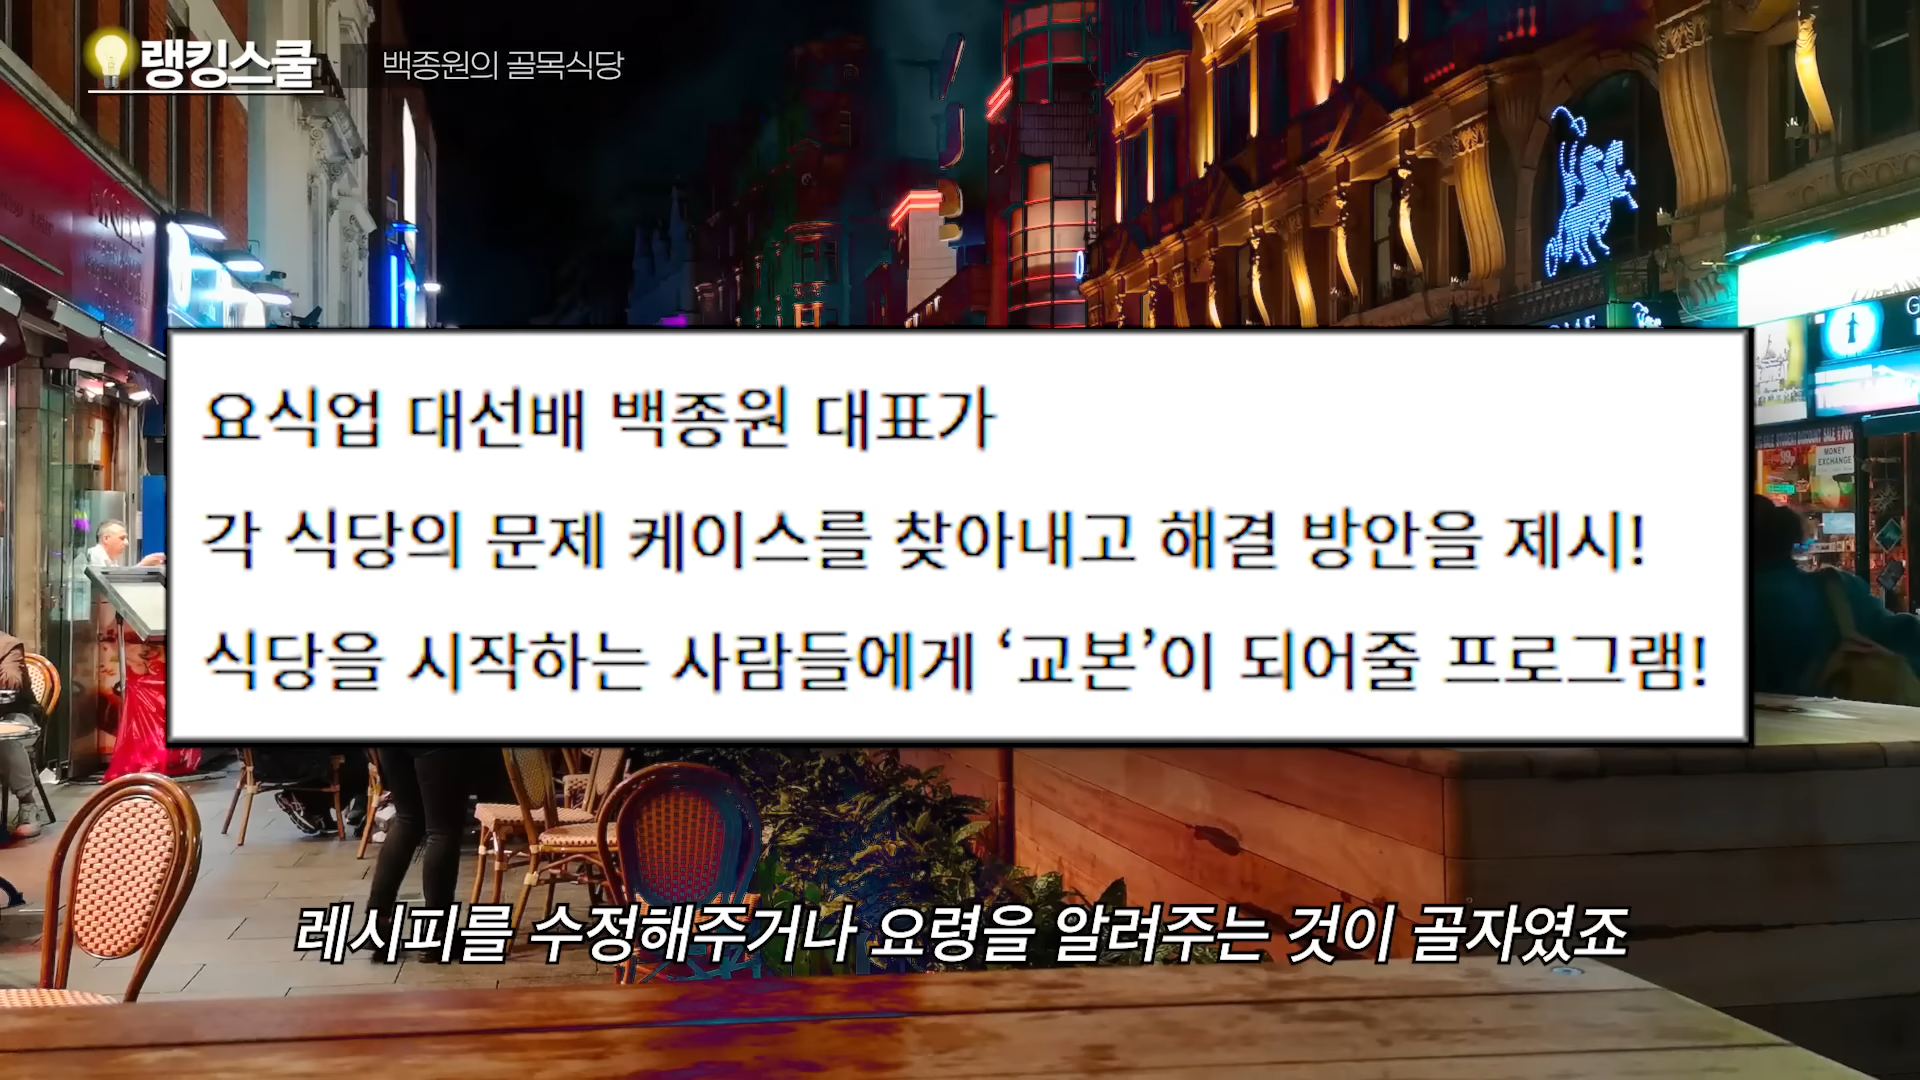 랭킹스쿨
백종원의 골목식당
요식업 대선배 백종원 대표가
각 식당의 문제 케이스를 찾아내고 해결 방안을 제시!
식당을 시작하는 사람들에게 ‘교본’이 되어줄 프로그램!
MONEY
EXCHANGE
레시피를 수정해주거나 요령을 알려주는 것이 골자였죠